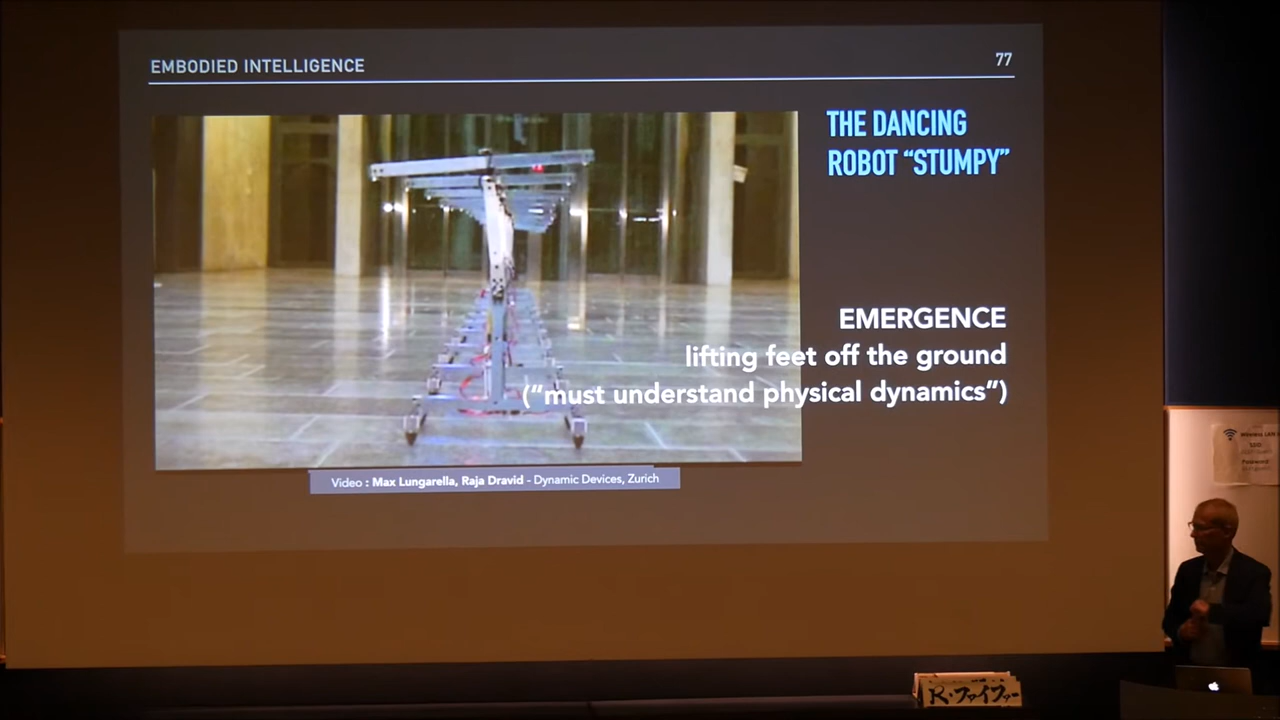 EMBODIED INTELLIGENCE
77
THE DANCING
ROBOT “STUMPY”
EMERGENCE
lifting feet off the ground
(“must understand physical dynamics”)
Video : Max Lungarella, Raja Dravid - Dynamic Devices, Zurich
R・ファイファー